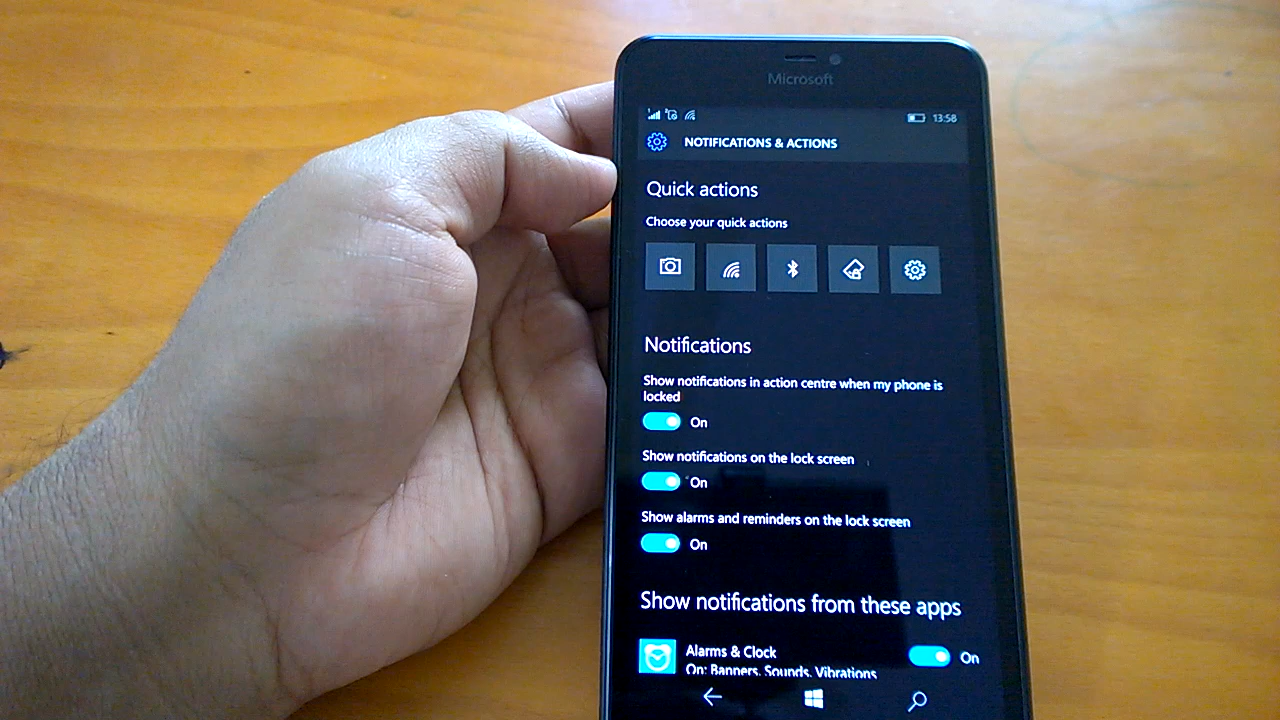 Microsoft
13:58
NOTIFICATIONS & ACTIONS
Quick actions
Choose your quick actions
Notifications
Show notifications in action centre when my phone is
locked
On
Show notifications on the lock screen
On
Show alarms and reminders on the lock screen
On
Show notifications from these apps
Alarms & Clock
On
On: Banners, Sounds, Vibrations